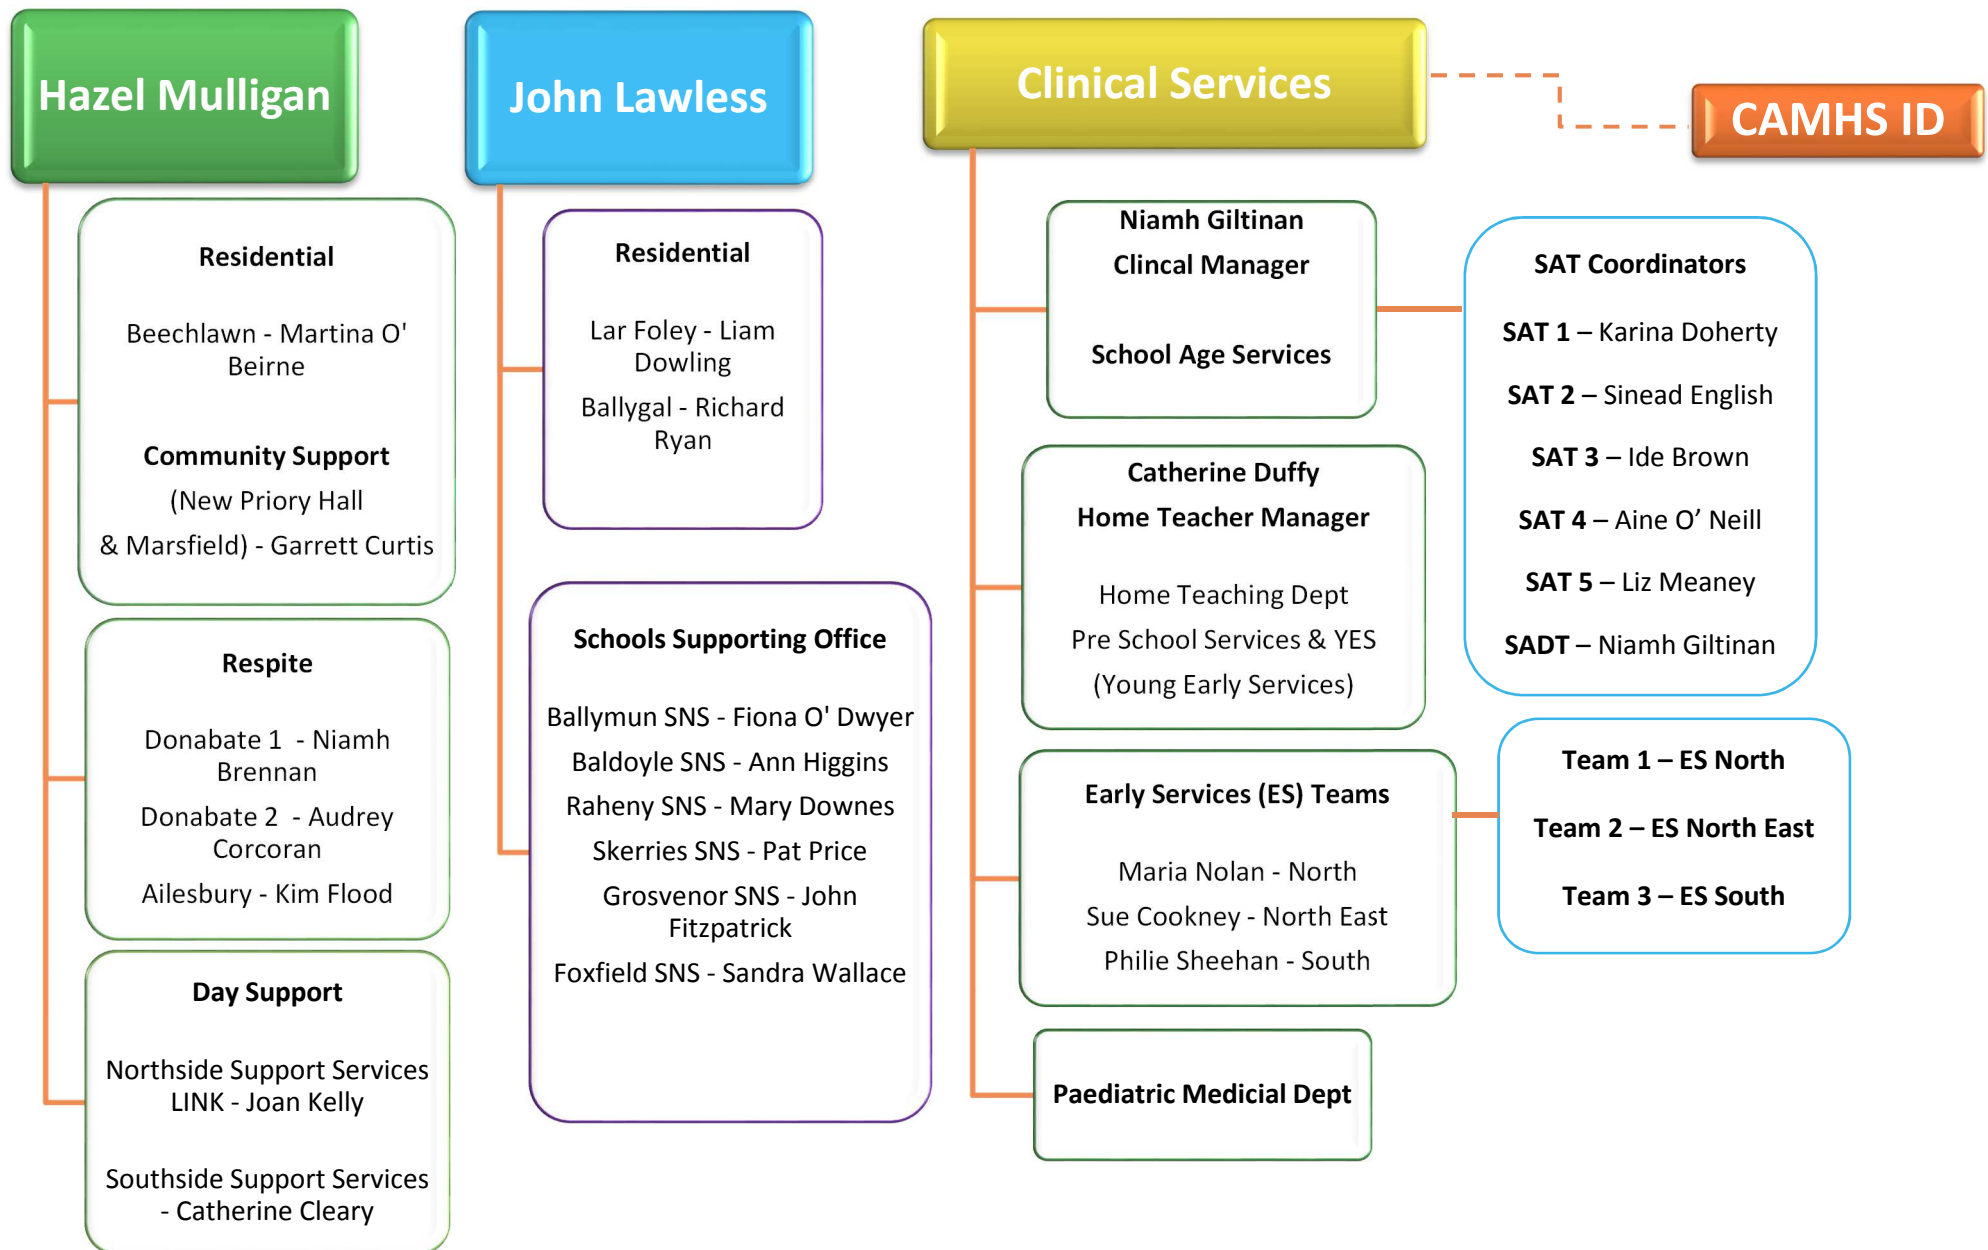 Hazel Mulligan
Residential
Beechlawn - Martina O'
Beirne
Community Support
(New Priory Hall
& Marsfield) - Garrett Curtis
Respite
Donabate 1 - Niamh
Brennan
Donabate 2 - Audrey
Corcoran
Ailesbury - Kim Flood
Day Support
Northside Support Services
LINK - Joan Kelly
Southside Support Services
- Catherine Cleary
John Lawless
Residential
Lar Foley - Liam
Dowling
Ballygal - Richard
Ryan
Schools Supporting Office
Ballymun SNS - Fiona O' Dwyer
Baldoyle SNS - Ann Higgins
Raheny SNS - Mary Downes
Skerries SNS - Pat Price
Grosvenor SNS - John
Fitzpatrick
Foxfield SNS - Sandra Wallace
Clinical Services
Niamh Giltinan
Clincal Manager
School Age Services
Catherine Duffy
Home Teacher Manager
Home Teaching Dept
Pre School Services & YES
(Young Early Services)
Early Services (ES) Teams
Maria Nolan - North
Sue Cookney - North East
Philie Sheehan - South
Paediatric Medicial Dept
CAMHS ID
SAT Coordinators
SAT 1 – Karina Doherty
SAT 2 – Sinead English
SAT 3 – Ide Brown
SAT 4 – Aine O’ Neill
SAT 5 – Liz Meaney
SADT – Niamh Giltinan
Team 1 – ES North
Team 2 – ES North East
Team 3 – ES South